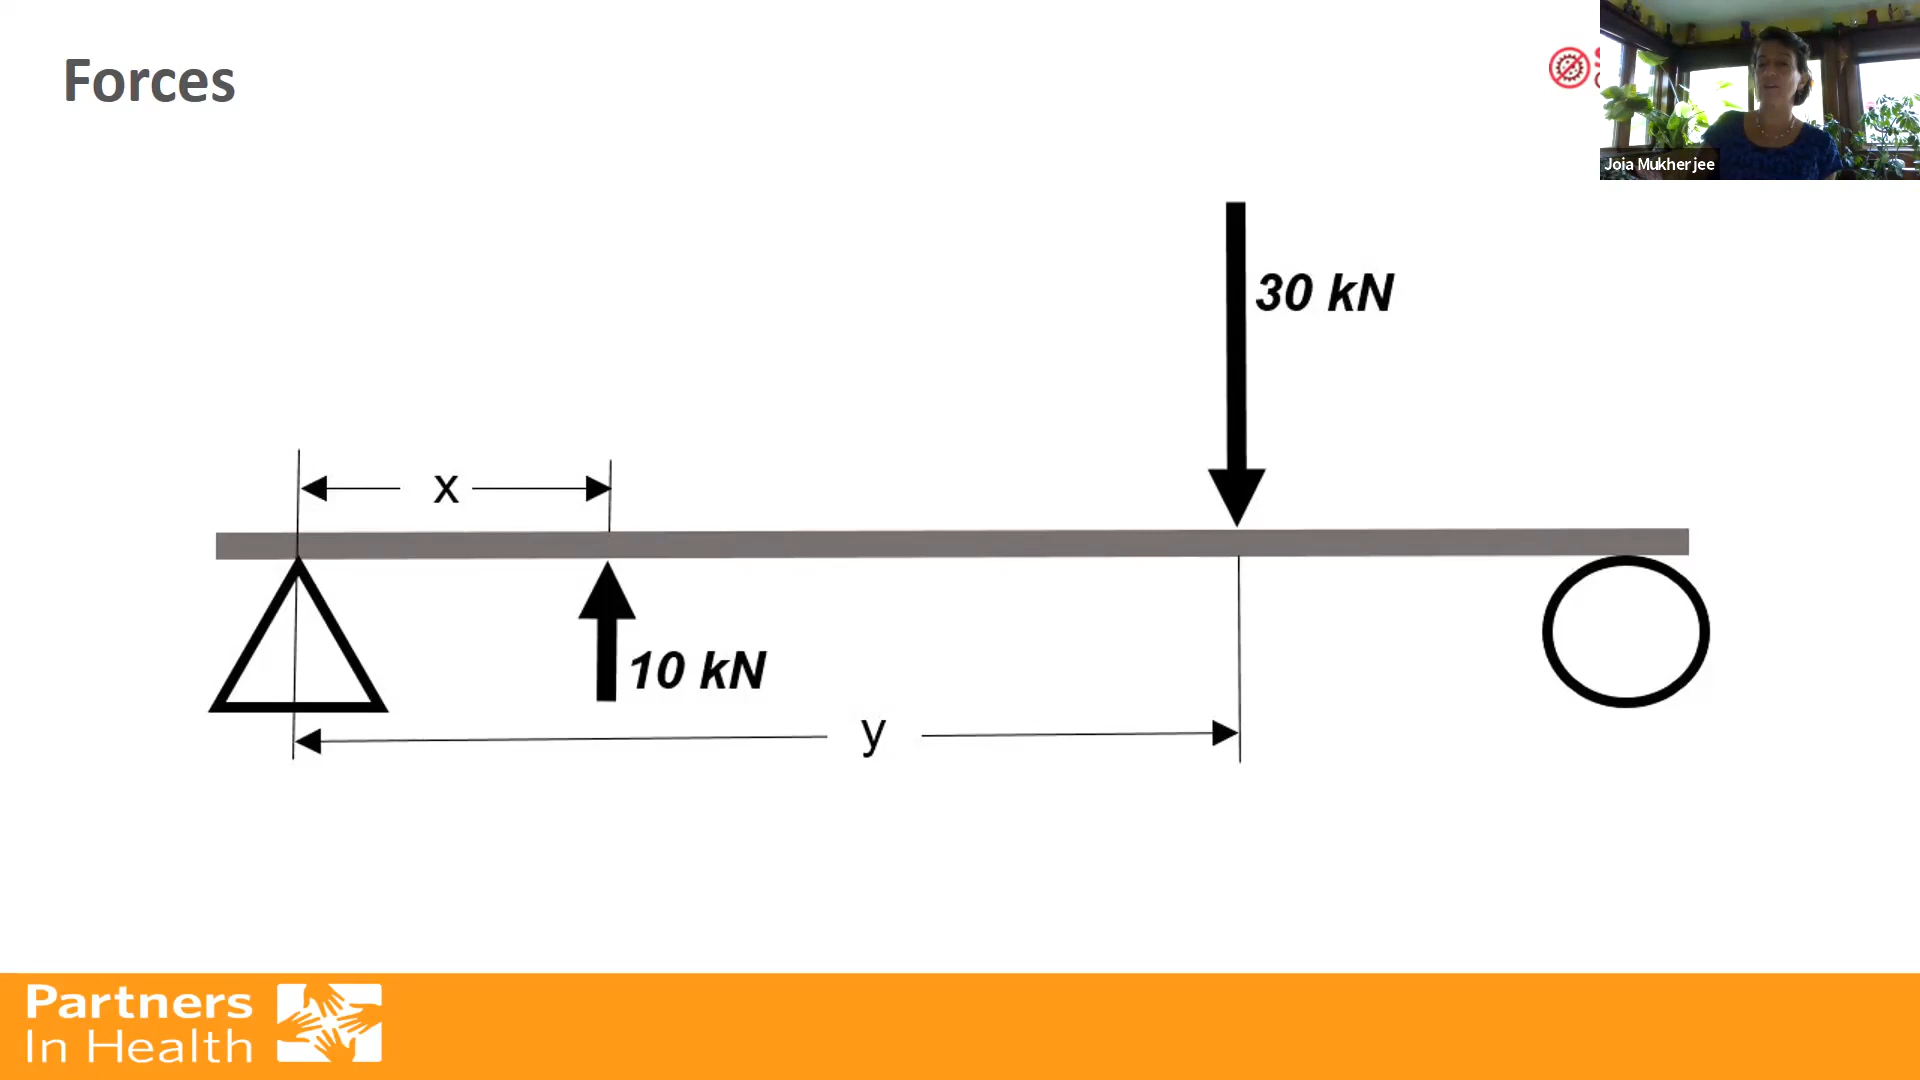 Forces
Joia Mukherjee
30 kN
x
10 kN
y
Partners
In Health